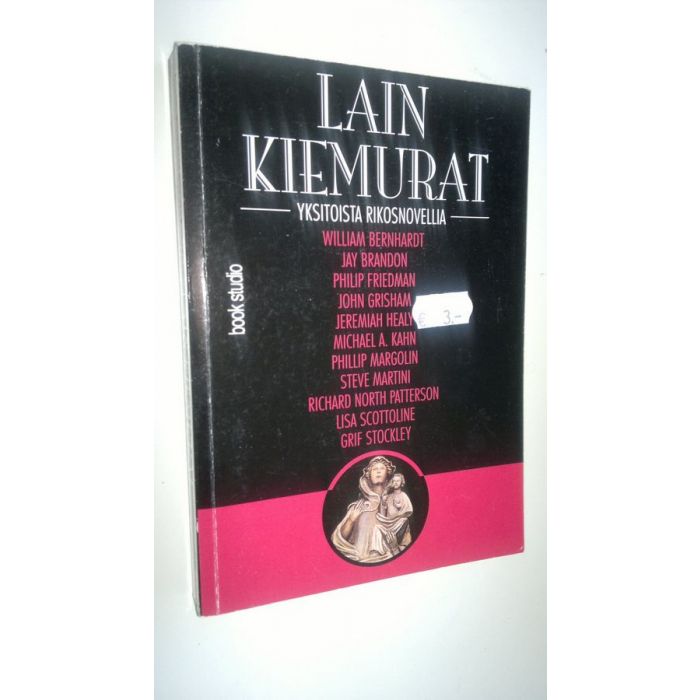 LAIN
KIEMURAT
YKSITOISTA RIKOSNOVELLIA
WILLIAM BERNHARDT
JAY BRANDON
PHILIP FRIEDMAN
JOHN GRISHAM
JEREMIAH HEALY
€ 3,-
MICHAEL A. KAHN
PHILLIP MARGOLIN
STEVE MARTINI
RICHARD NORTH PATTERSON
LISA SCOTTOLINE
GRIF STOCKLEY
book studio